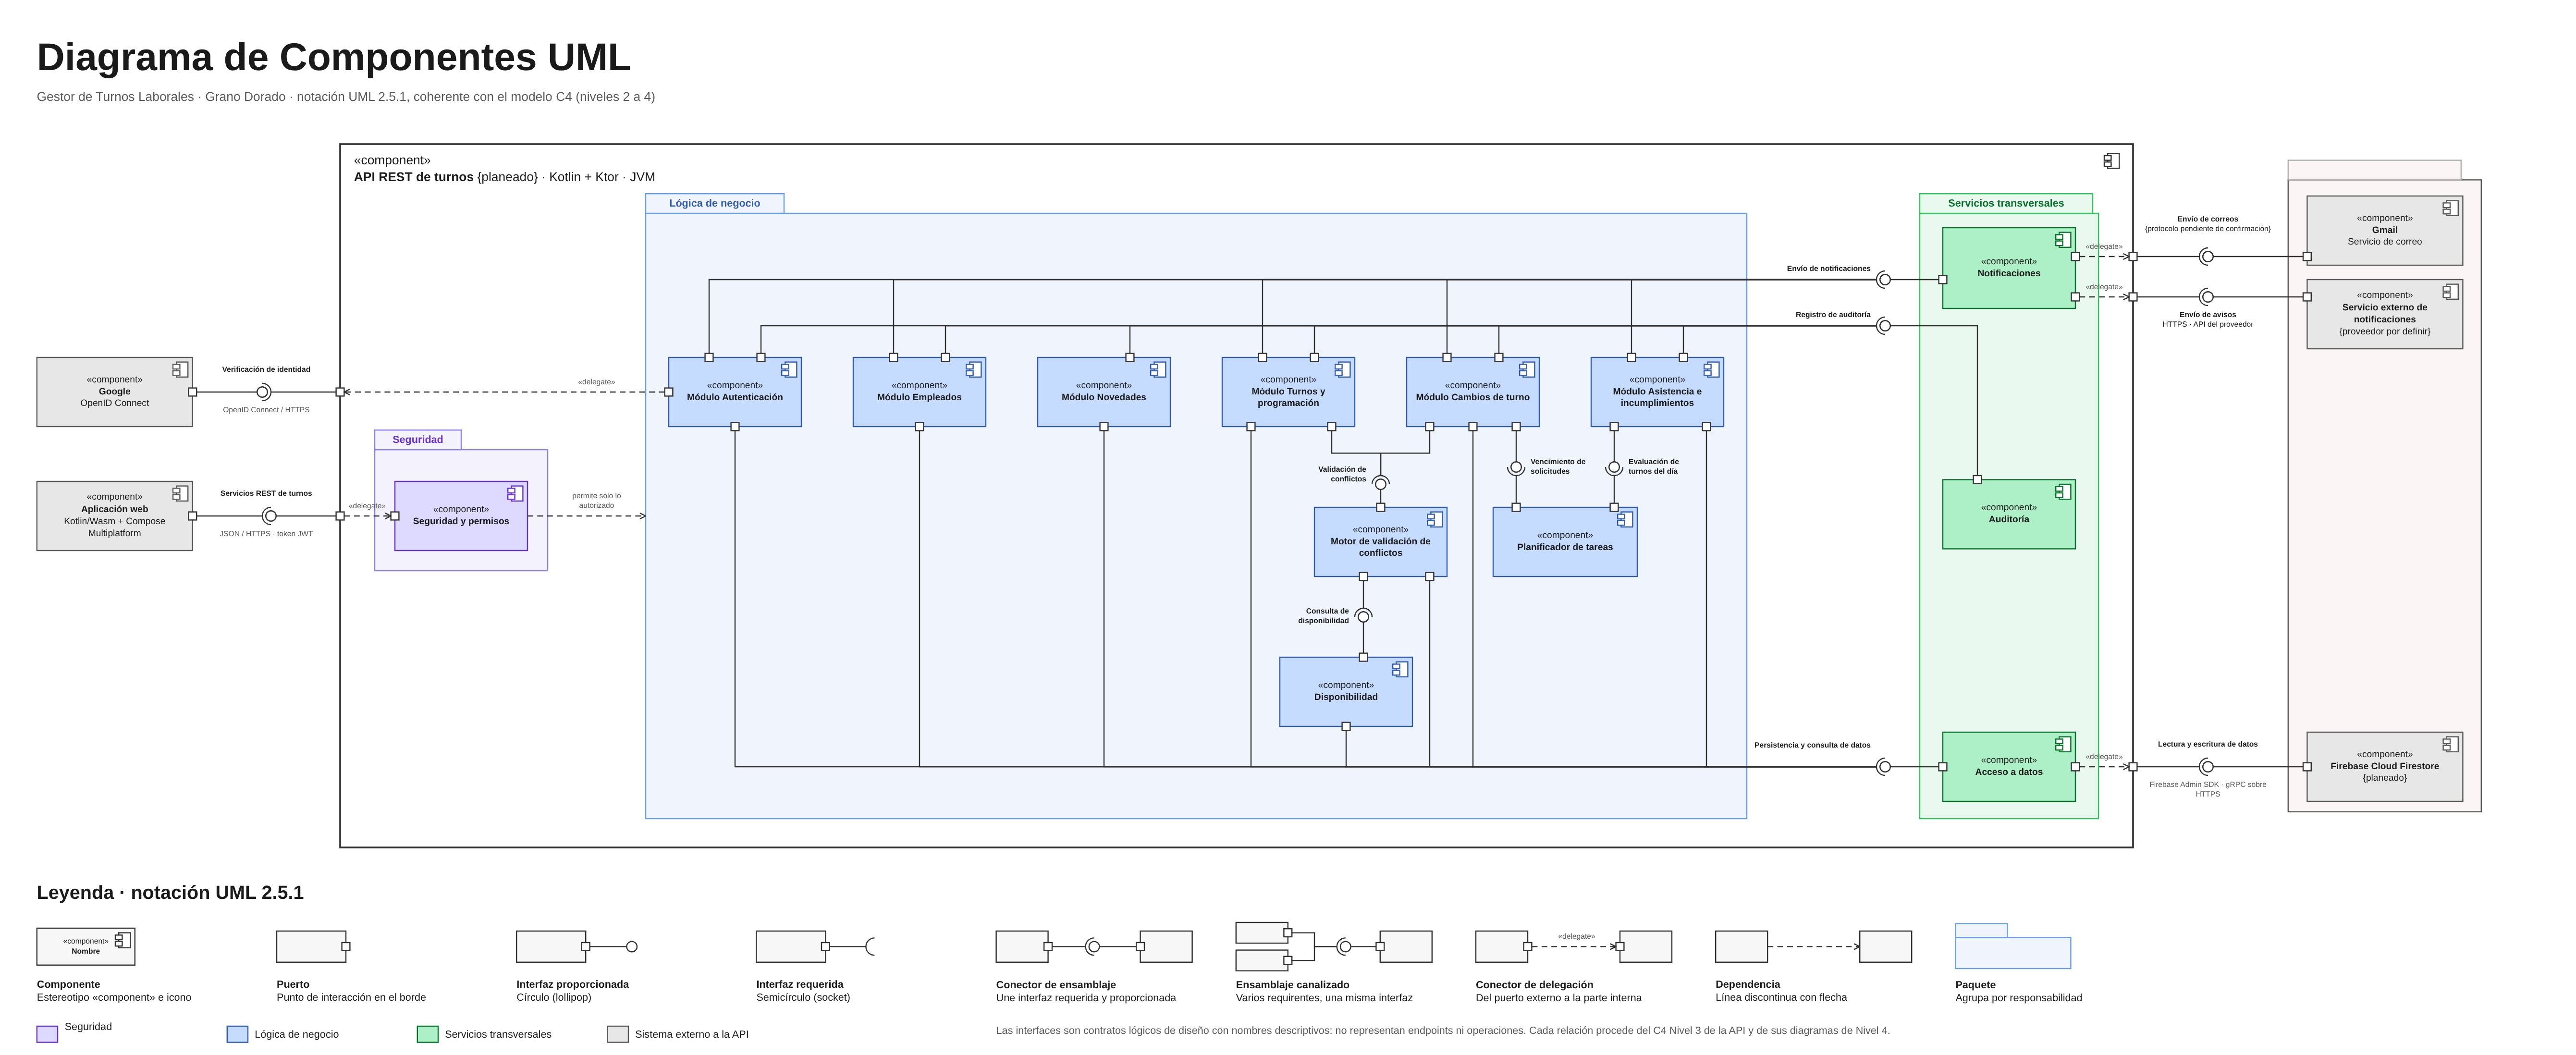 Diagrama de Componentes UML
Gestor de Turnos Laborales · Grano Dorado · notación UML 2.5.1, coherente con el modelo C4 (niveles 2 a 4)
«component»
API REST de turnos {planeado} · Kotlin + Ktor · JVM
Lógica de negocio
Servicios transversales
«component»
Gmail
Servicio de correo
Envío de correos
{protocolo pendiente de confirmación}
«delegate»
«component»
Notificaciones
Envío de notificaciones
«delegate»
«component»
Servicio externo de
notificaciones
{proveedor por definir}
Envío de avisos
HTTPS · API del proveedor
Registro de auditoría
«component»
Google
OpenID Connect
Verificación de identidad
OpenID Connect / HTTPS
«delegate»
«component»
Módulo Autenticación
«component»
Módulo Empleados
«component»
Módulo Novedades
«component»
Módulo Turnos y
programación
«component»
Módulo Cambios de turno
«component»
Módulo Asistencia e
incumplimientos
Seguridad
«component»
Aplicación web
Kotlin/Wasm + Compose
Multiplatform
Servicios REST de turnos
JSON / HTTPS · token JWT
«delegate»
«component»
Seguridad y permisos
permite solo lo
autorizado
Validación de
conflictos
Vencimiento de
solicitudes
Evaluación de
turnos del día
«component»
Motor de validación de
conflictos
«component»
Planificador de tareas
«component»
Auditoría
Consulta de
disponibilidad
«component»
Disponibilidad
Persistencia y consulta de datos
«component»
Acceso a datos
«delegate»
Lectura y escritura de datos
Firebase Admin SDK · gRPC sobre
HTTPS
«component»
Firebase Cloud Firestore
{planeado}
Leyenda · notación UML 2.5.1
«component»
Nombre
Componente
Estereotipo «component» e icono
Puerto
Punto de interacción en el borde
Interfaz proporcionada
Círculo (lollipop)
Interfaz requerida
Semicírculo (socket)
Conector de ensamblaje
Une interfaz requerida y proporcionada
Ensamblaje canalizado
Varios requirentes, una misma interfaz
«delegate»
Conector de delegación
Del puerto externo a la parte interna
Dependencia
Línea discontinua con flecha
Paquete
Agrupa por responsabilidad
Seguridad
Lógica de negocio
Servicios transversales
Sistema externo a la API
Las interfaces son contratos lógicos de diseño con nombres descriptivos: no representan endpoints ni operaciones. Cada relación procede del C4 Nivel 3 de la API y de sus diagramas de Nivel 4.